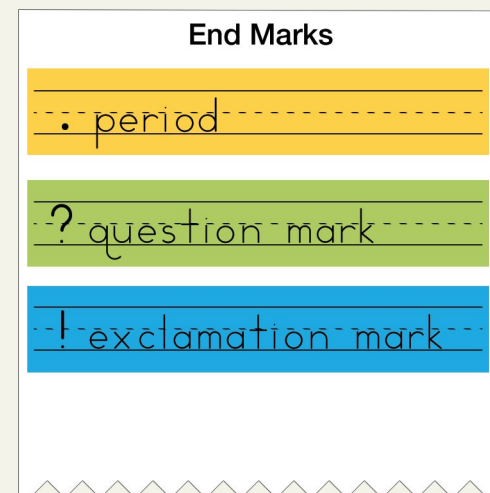 End Marks
. period
? question mark
! exclamation mark